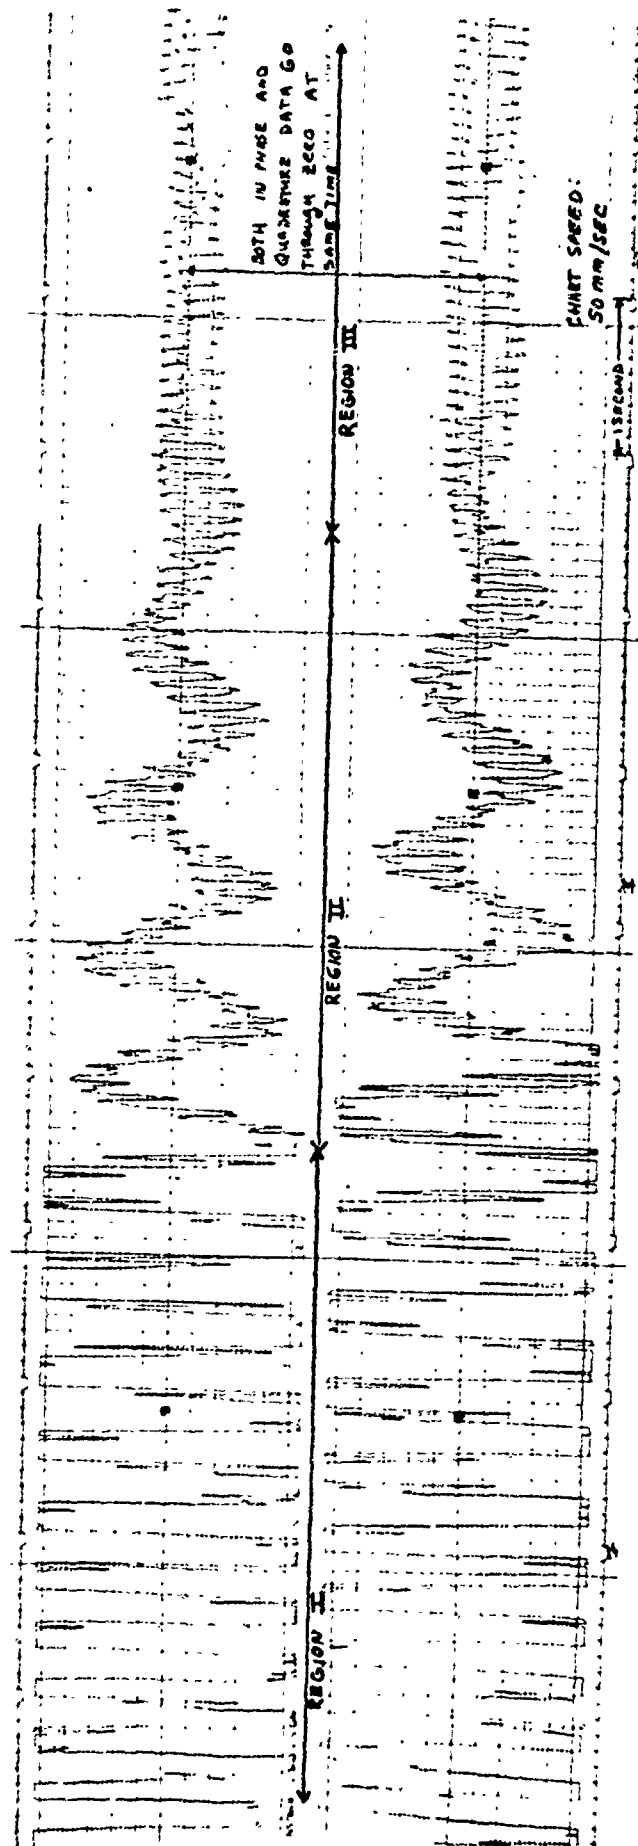 BOTH IN PHASE AND
QUADRATURE DATA GO
THROUGH ZERO AT
SAME TIME
CHART SPEED:
50 MM/SEC
1 SECOND
REGION III
REGION II
REGION I